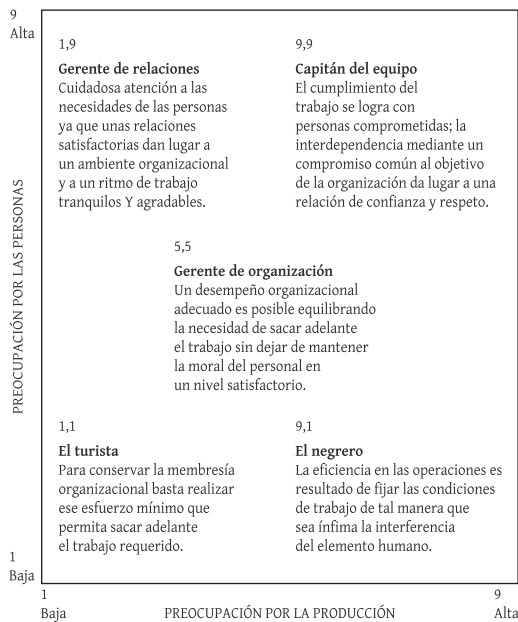 9
Alta
1,9
Gerente de relaciones
Cuidadosa atención a las
necesidades de las personas
ya que unas relaciones
satisfactorias dan lugar a
un ambiente organizacional
y a un ritmo de trabajo
tranquilos Y agradables.
9,9
Capitán del equipo
El cumplimiento del
trabajo se logra con
personas comprometidas; la
interdependencia mediante un
compromiso común al objetivo
de la organización da lugar a una
relación de confianza y respeto.
PREOCUPACIÓN POR LAS PERSONAS
5,5
Gerente de organización
Un desempeño organizacional
adecuado es posible equilibrando
la necesidad de sacar adelante
el trabajo sin dejar de mantener
la moral del personal en
un nivel satisfactorio.
1,1
El turista
Para conservar la membresía
organizacional basta realizar
ese esfuerzo mínimo que
permita sacar adelante
el trabajo requerido.
9,1
El negrero
La eficiencia en las operaciones es
resultado de fijar las condiciones
de trabajo de tal manera que
sea ínfima la interferencia
del elemento humano.
1
Baja
1
Baja
PREOCUPACIÓN POR LA PRODUCCIÓN
9
Alta